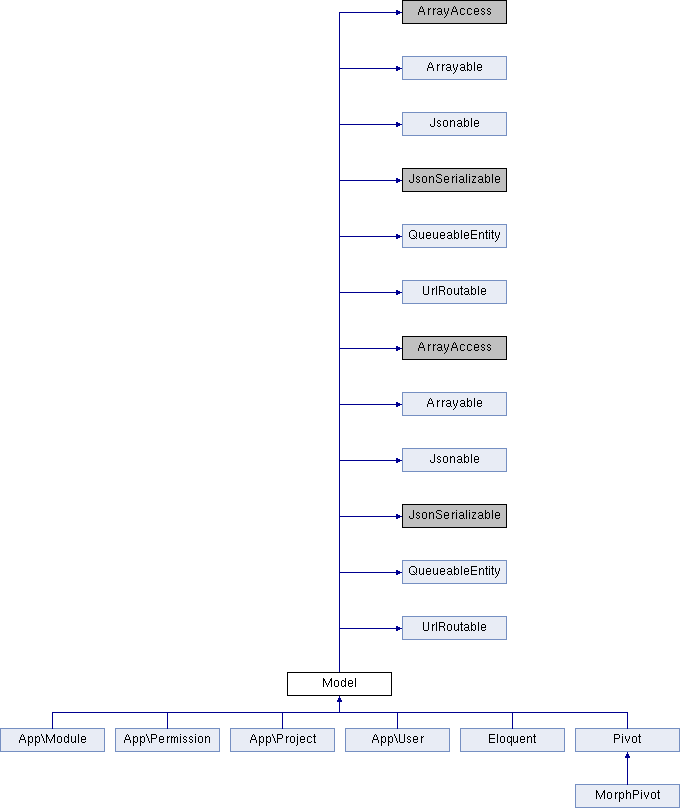 ArrayAccess
Arrayable
Jsonable
JsonSerializable
QueueableEntity
UrlRoutable
ArrayAccess
Arrayable
Jsonable
JsonSerializable
QueueableEntity
UrlRoutable
Model
App\Module App\Permission App\Project App\User Eloquent Pivot
MorphPivot